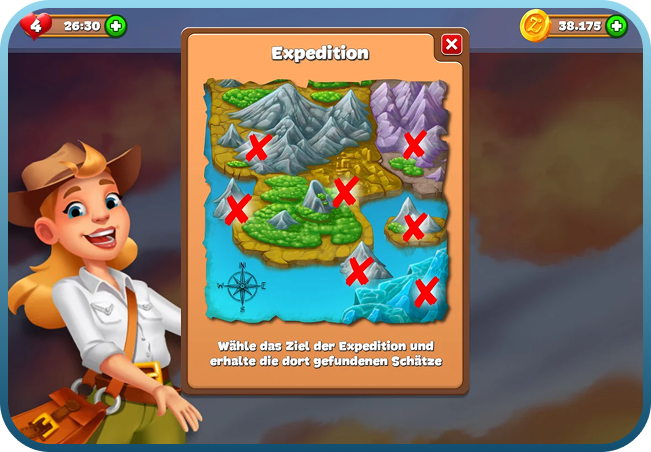 4
26:30
38.175
Expedition
N
W
E
S
Wähle das Ziel der Expedition und
erhalte die dort gefundenen Schätze